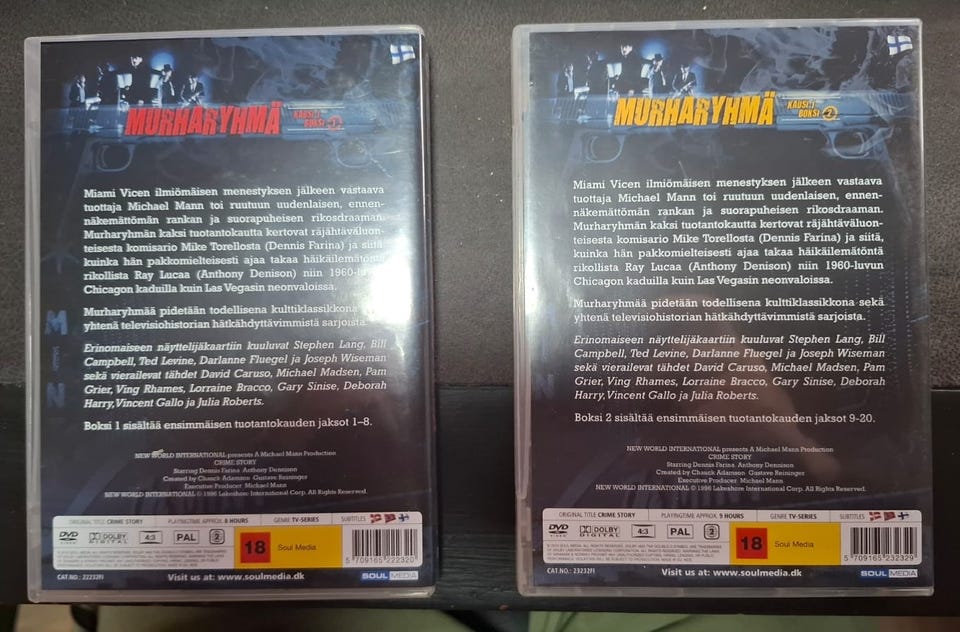 MURHARYHMÄ
KAUSI:1
BOKSI 1
Miami Vicen ilmiömäisen menestyksen jälkeen vastaava
tuottaja Michael Mann toi ruutuun uudenlaisen, ennen-
näkemättömän rankan ja suorapuheisen rikosdraaman.
Murharyhmän kaksi tuotantokautta kertovat räjähtäväluon-
teisesta komisario Mike Torellosta (Dennis Farina) ja siitä,
kuinka hän pakkomielteisesti ajaa takaa häikäilemätöntä
rikollista Ray Lucaa (Anthony Denison) niin 1960-luvun
Chicagon kaduilla kuin Las Vegasin neonvaloissa.
Murharyhmää pidetään todellisena kulttiklassikkona sekä
yhtenä televisiohistorian hätkähdyttävimmistä sarjoista.
Erinomaiseen näyttelijäkaartiin kuuluvat Stephen Lang, Bill
Campbell, Ted Levine, Darlanne Fluegel ja Joseph Wiseman
sekä vierailevat tähdet David Caruso, Michael Madsen, Pam
Grier, Ving Rhames, Lorraine Bracco, Gary Sinise, Deborah
Harry, Vincent Gallo ja Julia Roberts.
Boksi 1 sisältää ensimmäisen tuotantokauden jaksot 1–8.
NEW WORLD INTERNATIONAL presents A Michael Mann Production
CRIME STORY
Starring Dennis Farina Anthony Dennison
Created by Chuck Adamson Gustave Reininger
Executive Producer Michael Mann
NEW WORLD INTERNATIONAL © 1996 Lakeshore International Corp. All Rights Reserved.
ORIGINAL TITLE CRIME STORY PLAYINGTIME APPROX. 8 HOURS GENRE TV-SERIES SUBTITLES
DVD DOLBY DIGITAL 4:3 PAL 2
18 Soul Media
5 709165 222320
CAT.NO.: 22232FI Visit us at: www.soulmedia.dk SOUL MEDIA
MURHARYHMÄ
KAUSI:1
BOKSI 2
Miami Vicen ilmiömäisen menestyksen jälkeen vastaava
tuottaja Michael Mann toi ruutuun uudenlaisen, ennen-
näkemättömän rankan ja suorapuheisen rikosdraaman.
Murharyhmän kaksi tuotantokautta kertovat räjähtäväluon-
teisesta komisario Mike Torellosta (Dennis Farina) ja siitä,
kuinka hän pakkomielteisesti ajaa takaa häikäilemätöntä
rikollista Ray Lucaa (Anthony Denison) niin 1960-luvun
Chicagon kaduilla kuin Las Vegasin neonvaloissa.
Murharyhmää pidetään todellisena kulttiklassikkona sekä
yhtenä televisiohistorian hätkähdyttävimmistä sarjoista.
Erinomaiseen näyttelijäkaartiin kuuluvat Stephen Lang, Bill
Campbell, Ted Levine, Darlanne Fluegel ja Joseph Wiseman
sekä vierailevat tähdet David Caruso, Michael Madsen, Pam
Grier, Ving Rhames, Lorraine Bracco, Gary Sinise, Deborah
Harry, Vincent Gallo ja Julia Roberts.
Boksi 2 sisältää ensimmäisen tuotantokauden jaksot 9-20.
NEW WORLD INTERNATIONAL presents A Michael Mann Production
CRIME STORY
Starring Dennis Farina Anthony Dennison
Created by Chuck Adamson Gustave Reininger
Executive Producer Michael Mann
NEW WORLD INTERNATIONAL © 1996 Lakeshore International Corp. All Rights Reserved.
ORIGINAL TITLE CRIME STORY PLAYINGTIME APPROX. 9 HOURS GENRE TV-SERIES SUBTITLES
DVD DOLBY DIGITAL 4:3 PAL 2
18 Soul Media
5 709165 232329
CAT.NO.: 23232FI Visit us at: www.soulmedia.dk SOUL MEDIA